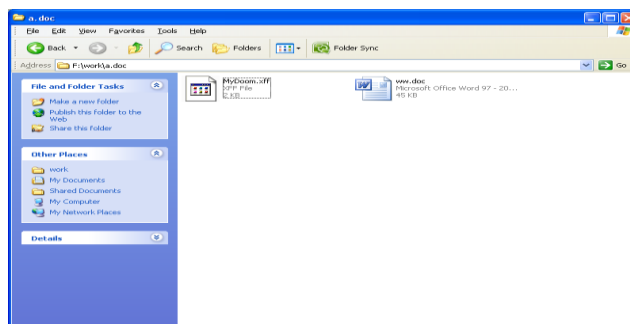 a.doc
File Edit View Favorites Tools Help
Back Search Folders Folder Sync
Address F:\work\a.doc Go
File and Folder Tasks
Make a new folder
Publish this folder to the
Web
Share this folder
Other Places
work
My Documents
Shared Documents
My Computer
My Network Places
Details
MyDoom.xff
XFF File
2 KB
ww.doc
Microsoft Office Word 97 - 20...
45 KB